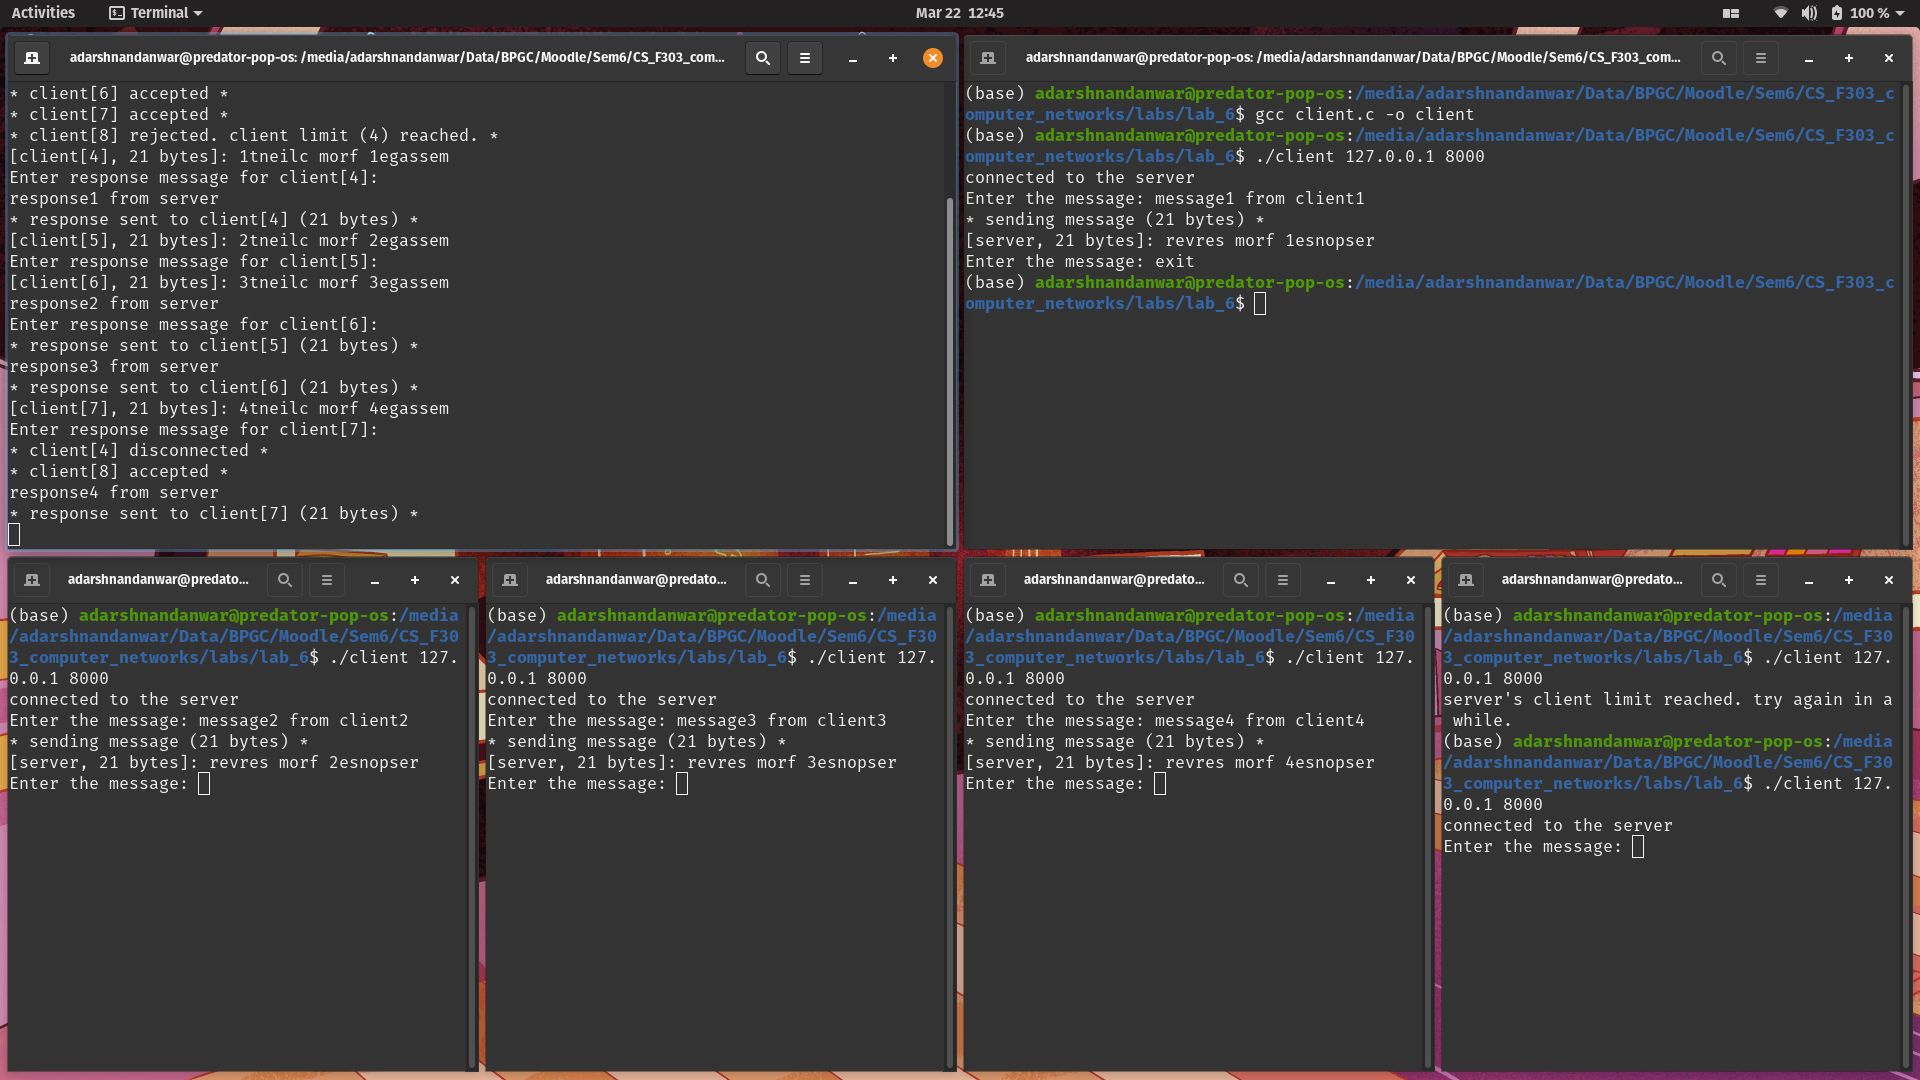 Activities
Terminal
Mar 22 12:45
100 %
adarshnandanwar@predator-pop-os: /media/adarshnandanwar/Data/BPGC/Moodle/Sem6/CS_F303_com...
* client[6] accepted *
* client[7] accepted *
* client[8] rejected. client limit (4) reached. *
[client[4], 21 bytes]: 1tneilc morf 1egassem
Enter response message for client[4]:
response1 from server
* response sent to client[4] (21 bytes) *
[client[5], 21 bytes]: 2tneilc morf 2egassem
Enter response message for client[5]:
[client[6], 21 bytes]: 3tneilc morf 3egassem
response2 from server
Enter response message for client[6]:
* response sent to client[5] (21 bytes) *
response3 from server
* response sent to client[6] (21 bytes) *
[client[7], 21 bytes]: 4tneilc morf 4egassem
Enter response message for client[7]:
* client[4] disconnected *
* client[8] accepted *
response4 from server
* response sent to client[7] (21 bytes) *
adarshnandanwar@predator-pop-os: /media/adarshnandanwar/Data/BPGC/Moodle/Sem6/CS_F303_com...
(base) adarshnandanwar@predator-pop-os:/media/adarshnandanwar/Data/BPGC/Moodle/Sem6/CS_F303_c
omputer_networks/labs/lab_6$ gcc client.c -o client
(base) adarshnandanwar@predator-pop-os:/media/adarshnandanwar/Data/BPGC/Moodle/Sem6/CS_F303_c
omputer_networks/labs/lab_6$ ./client 127.0.0.1 8000
connected to the server
Enter the message: message1 from client1
* sending message (21 bytes) *
[server, 21 bytes]: revres morf 1esnopser
Enter the message: exit
(base) adarshnandanwar@predator-pop-os:/media/adarshnandanwar/Data/BPGC/Moodle/Sem6/CS_F303_c
omputer_networks/labs/lab_6$
adarshnandanwar@predato...
(base) adarshnandanwar@predator-pop-os:/media
/adarshnandanwar/Data/BPGC/Moodle/Sem6/CS_F30
3_computer_networks/labs/lab_6$ ./client 127.
0.0.1 8000
connected to the server
Enter the message: message2 from client2
* sending message (21 bytes) *
[server, 21 bytes]: revres morf 2esnopser
Enter the message:
adarshnandanwar@predato...
(base) adarshnandanwar@predator-pop-os:/media
/adarshnandanwar/Data/BPGC/Moodle/Sem6/CS_F30
3_computer_networks/labs/lab_6$ ./client 127.
0.0.1 8000
connected to the server
Enter the message: message3 from client3
* sending message (21 bytes) *
[server, 21 bytes]: revres morf 3esnopser
Enter the message:
adarshnandanwar@predato...
(base) adarshnandanwar@predator-pop-os:/media
/adarshnandanwar/Data/BPGC/Moodle/Sem6/CS_F30
3_computer_networks/labs/lab_6$ ./client 127.
0.0.1 8000
connected to the server
Enter the message: message4 from client4
* sending message (21 bytes) *
[server, 21 bytes]: revres morf 4esnopser
Enter the message:
adarshnandanwar@predato...
(base) adarshnandanwar@predator-pop-os:/media
/adarshnandanwar/Data/BPGC/Moodle/Sem6/CS_F30
3_computer_networks/labs/lab_6$ ./client 127.
0.0.1 8000
server's client limit reached. try again in a
 while.
(base) adarshnandanwar@predator-pop-os:/media
/adarshnandanwar/Data/BPGC/Moodle/Sem6/CS_F30
3_computer_networks/labs/lab_6$ ./client 127.
0.0.1 8000
connected to the server
Enter the message: